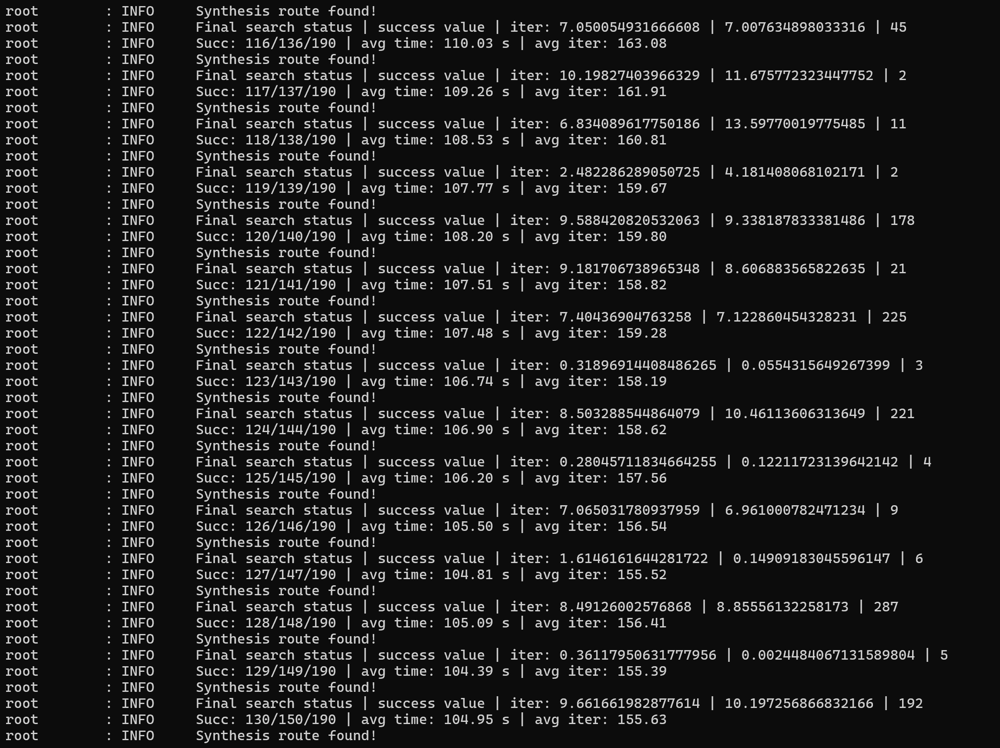 root        : INFO     Synthesis route found!
root        : INFO     Final search status | success value | iter: 7.050054931666608 | 7.007634898033316 | 45
root        : INFO     Succ: 116/136/190 | avg time: 110.03 s | avg iter: 163.08
root        : INFO     Synthesis route found!
root        : INFO     Final search status | success value | iter: 10.19827403966329 | 11.675772323447752 | 2
root        : INFO     Succ: 117/137/190 | avg time: 109.26 s | avg iter: 161.91
root        : INFO     Synthesis route found!
root        : INFO     Final search status | success value | iter: 6.834089617750186 | 13.59770019775485 | 11
root        : INFO     Succ: 118/138/190 | avg time: 108.53 s | avg iter: 160.81
root        : INFO     Synthesis route found!
root        : INFO     Final search status | success value | iter: 2.482286289050725 | 4.181408068102171 | 2
root        : INFO     Succ: 119/139/190 | avg time: 107.77 s | avg iter: 159.67
root        : INFO     Synthesis route found!
root        : INFO     Final search status | success value | iter: 9.588420820532063 | 9.338187833381486 | 178
root        : INFO     Succ: 120/140/190 | avg time: 108.20 s | avg iter: 159.80
root        : INFO     Synthesis route found!
root        : INFO     Final search status | success value | iter: 9.181706738965348 | 8.606883565822635 | 21
root        : INFO     Succ: 121/141/190 | avg time: 107.51 s | avg iter: 158.82
root        : INFO     Synthesis route found!
root        : INFO     Final search status | success value | iter: 7.40436904763258 | 7.122860454328231 | 225
root        : INFO     Succ: 122/142/190 | avg time: 107.48 s | avg iter: 159.28
root        : INFO     Synthesis route found!
root        : INFO     Final search status | success value | iter: 0.31896914408486265 | 0.0554315649267399 | 3
root        : INFO     Succ: 123/143/190 | avg time: 106.74 s | avg iter: 158.19
root        : INFO     Synthesis route found!
root        : INFO     Final search status | success value | iter: 8.503288544864079 | 10.46113606313649 | 221
root        : INFO     Succ: 124/144/190 | avg time: 106.90 s | avg iter: 158.62
root        : INFO     Synthesis route found!
root        : INFO     Final search status | success value | iter: 0.28045711834664255 | 0.12211723139642142 | 4
root        : INFO     Succ: 125/145/190 | avg time: 106.20 s | avg iter: 157.56
root        : INFO     Synthesis route found!
root        : INFO     Final search status | success value | iter: 7.065031780937959 | 6.961000782471234 | 9
root        : INFO     Succ: 126/146/190 | avg time: 105.50 s | avg iter: 156.54
root        : INFO     Synthesis route found!
root        : INFO     Final search status | success value | iter: 1.6146161644281722 | 0.14909183045596147 | 6
root        : INFO     Succ: 127/147/190 | avg time: 104.81 s | avg iter: 155.52
root        : INFO     Synthesis route found!
root        : INFO     Final search status | success value | iter: 8.49126002576868 | 8.85556132258173 | 287
root        : INFO     Succ: 128/148/190 | avg time: 105.09 s | avg iter: 156.41
root        : INFO     Synthesis route found!
root        : INFO     Final search status | success value | iter: 0.36117950631777956 | 0.0024484067131589804 | 5
root        : INFO     Succ: 129/149/190 | avg time: 104.39 s | avg iter: 155.39
root        : INFO     Synthesis route found!
root        : INFO     Final search status | success value | iter: 9.661661982877614 | 10.197256866832166 | 192
root        : INFO     Succ: 130/150/190 | avg time: 104.95 s | avg iter: 155.63
root        : INFO     Synthesis route found!